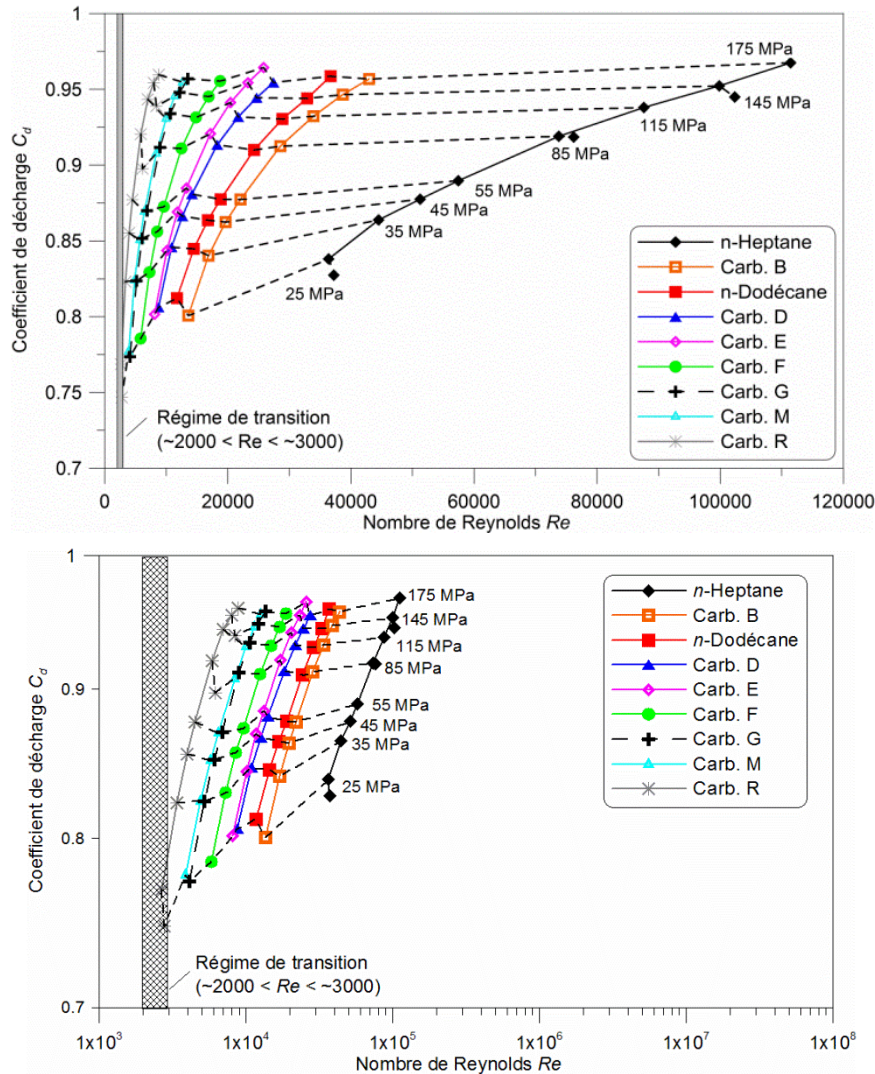 1
0.95
0.9
0.85
0.8
0.75
0.7
Coefficient de décharge Cd
175 MPa
145 MPa
115 MPa
85 MPa
55 MPa
45 MPa
35 MPa
25 MPa
Régime de transition
(~2000 < Re < ~3000)
n-Heptane
Carb. B
n-Dodécane
Carb. D
Carb. E
Carb. F
Carb. G
Carb. M
Carb. R
0 20000 40000 60000 80000 100000 120000
Nombre de Reynolds Re
1
0.9
0.8
0.7
Coefficient de décharge Cd
175 MPa
145 MPa
115 MPa
85 MPa
55 MPa
45 MPa
35 MPa
25 MPa
Régime de transition
(~2000 < Re < ~3000)
n-Heptane
Carb. B
n-Dodécane
Carb. D
Carb. E
Carb. F
Carb. G
Carb. M
Carb. R
1x10³ 1x10⁴ 1x10⁵ 1x10⁶ 1x10⁷ 1x10⁸
Nombre de Reynolds Re